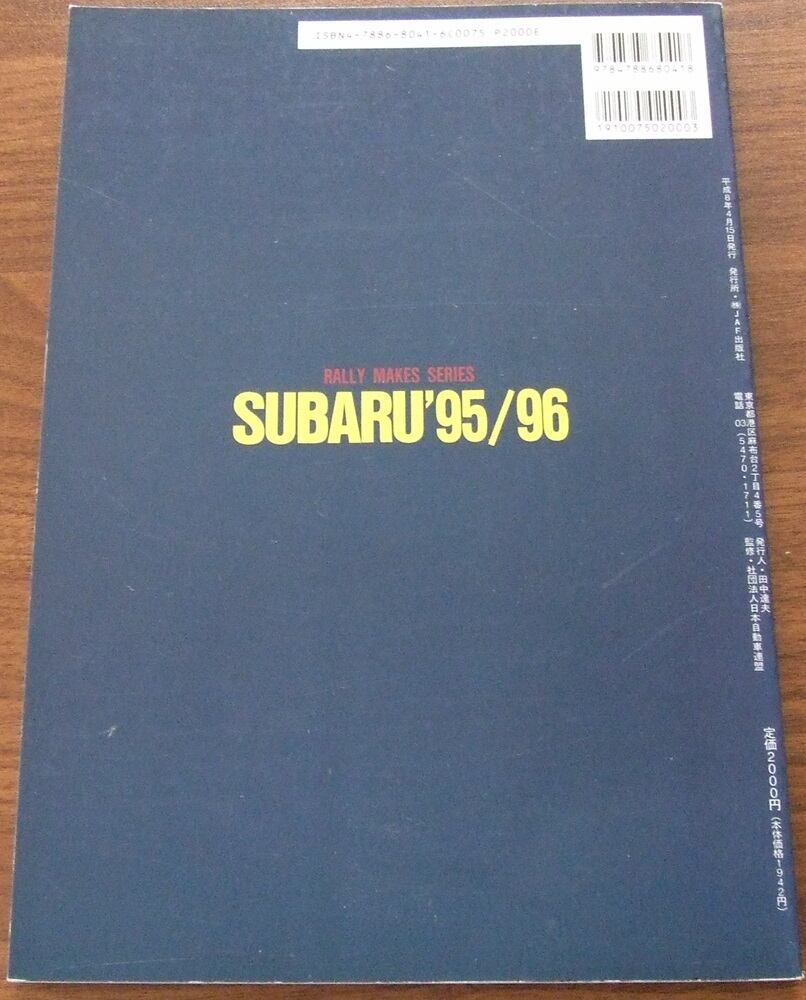 ISBN4-7886-8041-6C0075 P2000E
9784788680418
1910075020003
RALLY MAKES SERIES
SUBARU'95/96
平成8年4月15日発行 発行所・㈱JAF出版社
東京都港区麻布台2丁目4番5号
電話 03(5470・1711)
発行人・田中達夫
監修・社団法人日本自動車連盟
定価2000円(本体価格1942円)